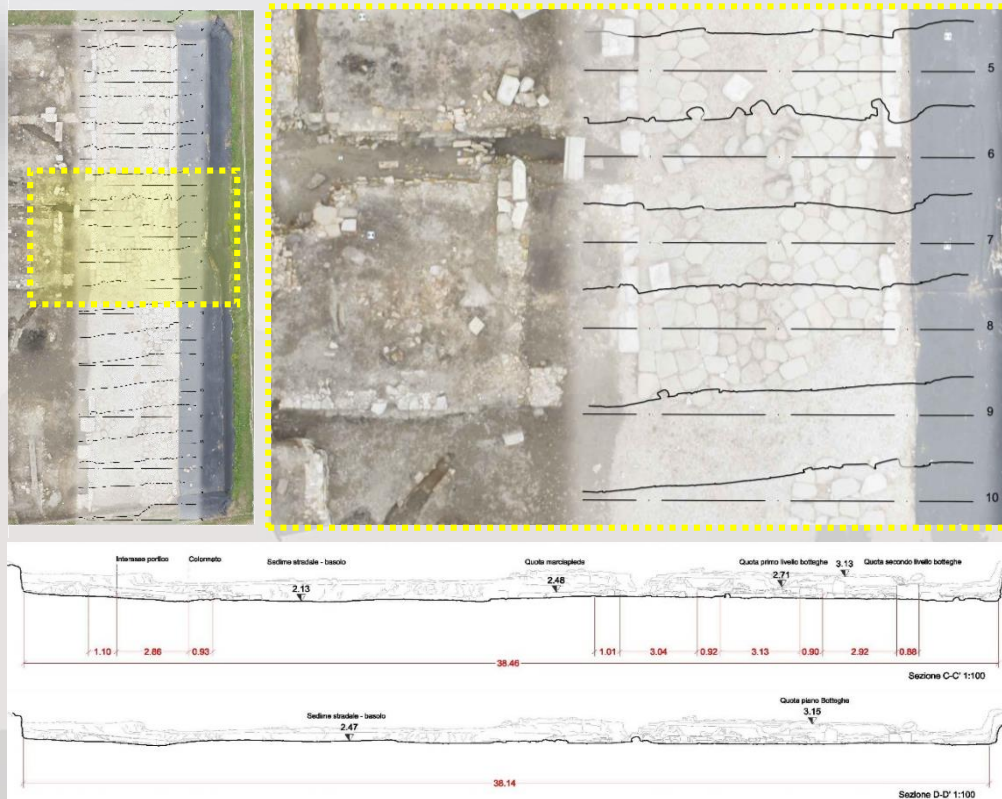 5
6
7
8
9
10
Interasse portico
Colonnato
Sedime stradale - basolo
2.13
Quota marciapiede
2.48
Quota primo livello botteghe
2.71
3.13
Quota secondo livello botteghe
1.10
2.86
0.93
1.01
3.04
0.92
3.13
0.90
2.92
0.88
38.46
Sezione C-C' 1:100
Sedime stradale - basolo
2.47
Quota piano Botteghe
3.15
38.14
Sezione D-D' 1:100